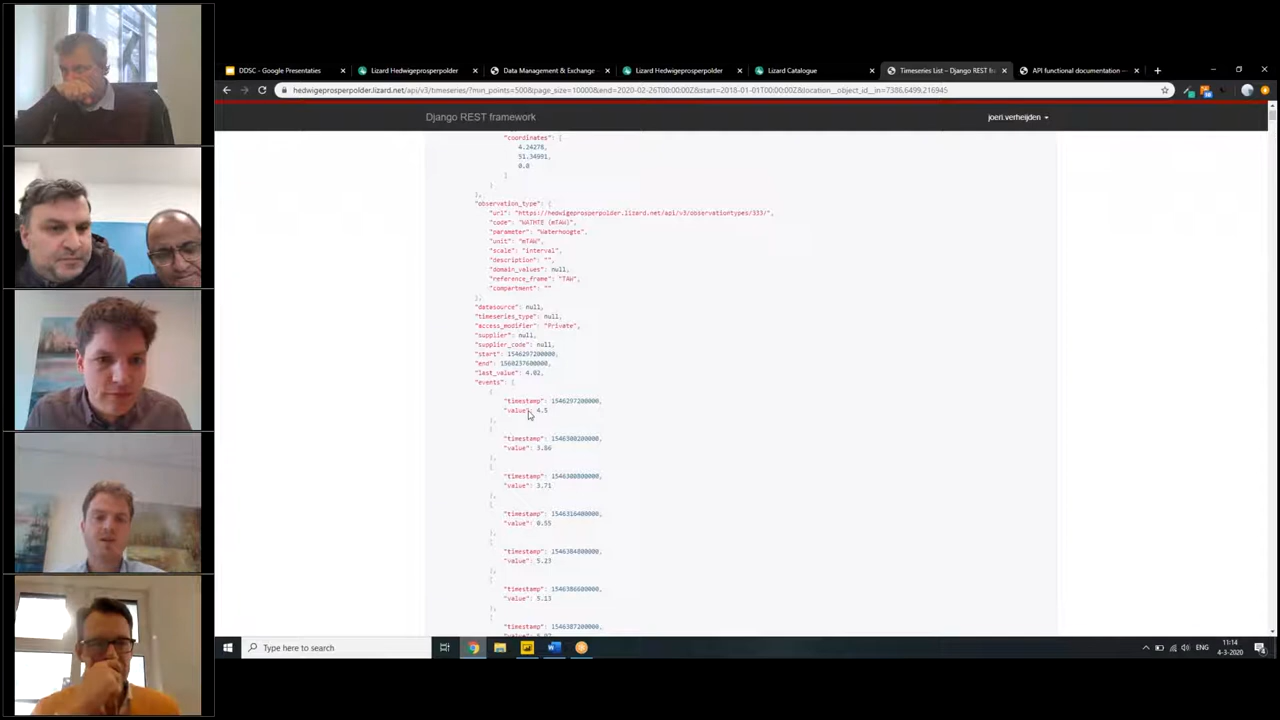 DDSC - Google Presentaties
Lizard Hedwigeprosperpolder
Data Management & Exchange -
Lizard Hedwigeprosperpolder
Lizard Catalogue
Timeseries List – Django REST fr
API functional documentation —
hedwigeprosperpolder.lizard.net/api/v3/timeseries/?min_points=500&page_size=10000&end=2020-02-26T00:00:00Z&start=2018-01-01T00:00:00Z&location__object_id__in=7386,6499,216945
Django REST framework
joeri.verheijden
"coordinates": [
4.24278,
51.34991,
0.0
]
}
},
"observation_type": {
"url": "https://hedwigeprosperpolder.lizard.net/api/v3/observationtypes/333/",
"code": "WATHTE (mTAW)",
"parameter": "Waterhoogte",
"unit": "mTAW",
"scale": "interval",
"description": "",
"domain_values": null,
"reference_frame": "TAW",
"compartment": ""
},
"datasource": null,
"timeseries_type": null,
"access_modifier": "Private",
"supplier": null,
"supplier_code": null,
"start": 1546297200000,
"end": 1560237600000,
"last_value": 4.02,
"events": [
{
"timestamp": 1546297200000,
"value": 4.5
},
{
"timestamp": 1546300200000,
"value": 3.86
},
{
"timestamp": 1546300800000,
"value": 3.71
},
{
"timestamp": 1546316400000,
"value": 0.55
},
{
"timestamp": 1546384800000,
"value": 5.23
},
{
"timestamp": 1546386600000,
"value": 5.13
},
{
"timestamp": 1546387200000,
Type here to search
ENG
11:14
4-3-2020